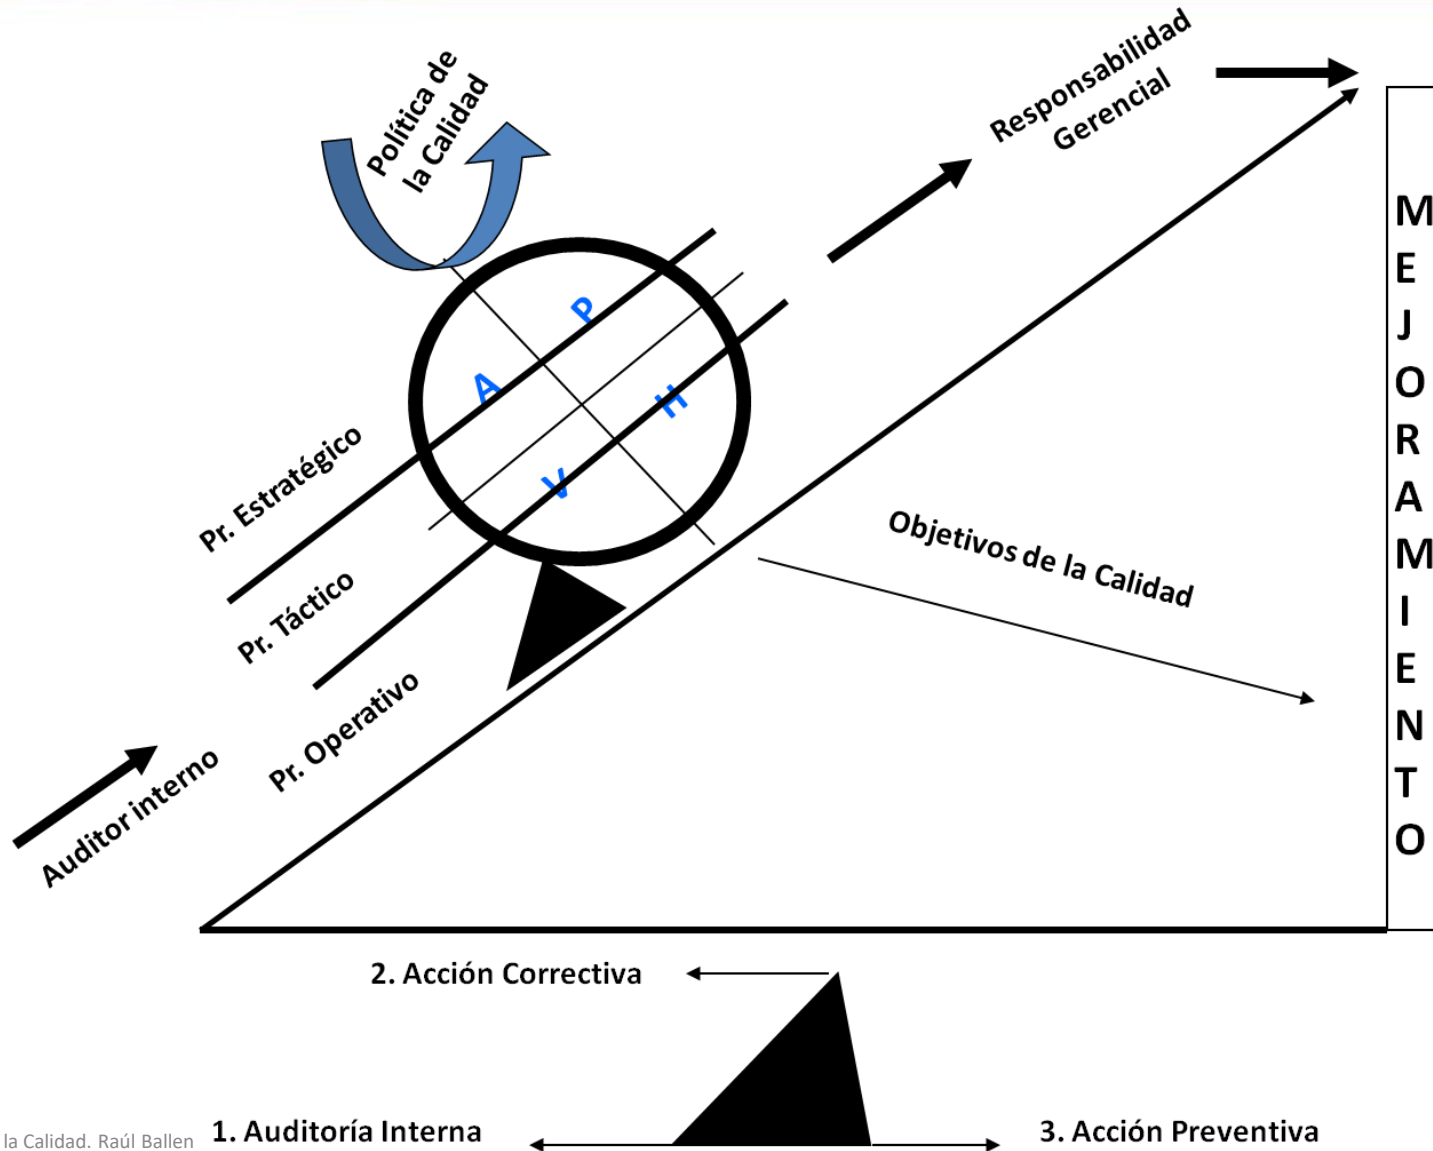 Política de
la Calidad
Responsabilidad
Gerencial
P
A
H
V
Pr. Estratégico
Pr. Táctico
Pr. Operativo
Auditor interno
Objetivos de la Calidad
M
E
J
O
R
A
M
I
E
N
T
O
2. Acción Correctiva
1. Auditoría Interna
3. Acción Preventiva
la Calidad. Raúl Ballen